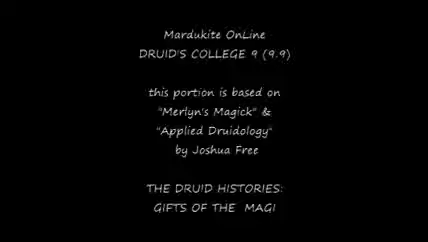 Mardukite OnLine
DRUID'S COLLEGE 9 (9.9)
this portion is based on
"Merlyn's Magick" &
"Applied Druidology"
by Joshua Free
THE DRUID HISTORIES:
GIFTS OF THE MAGI